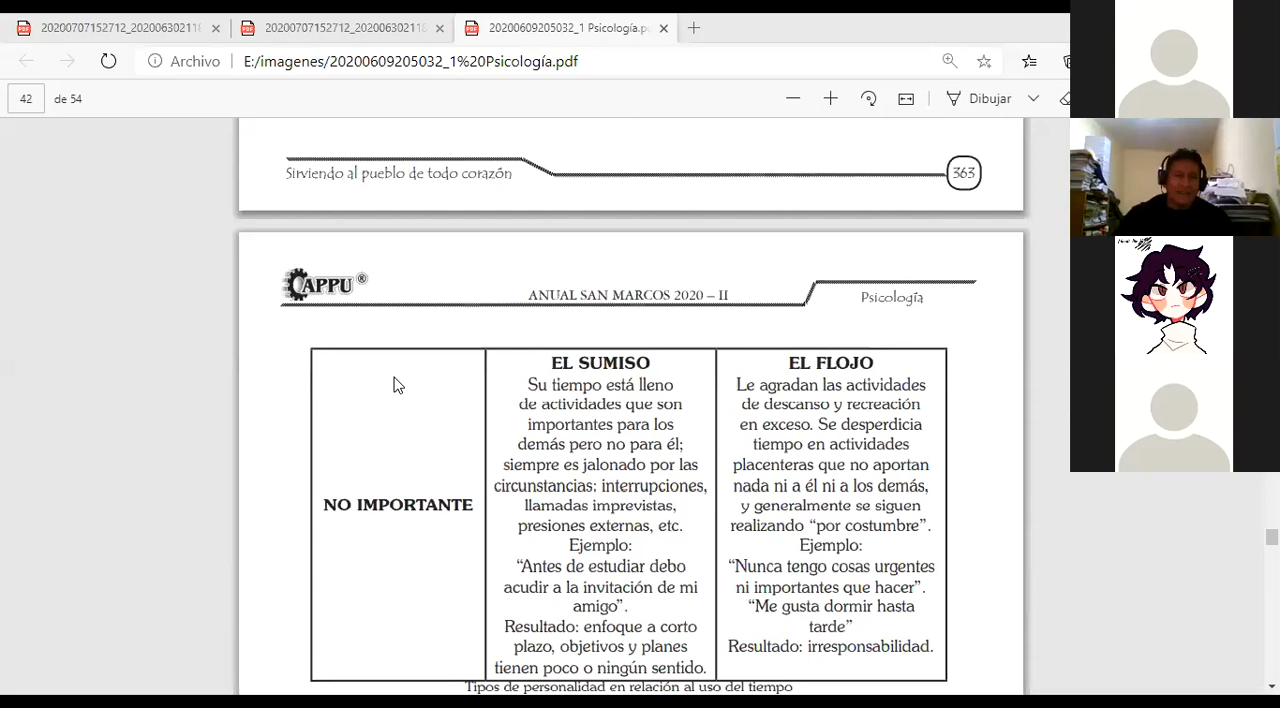 20200707152712_202006302118
20200707152712_202006302118
20200609205032_1 Psicología.p
Archivo
E:/imagenes/20200609205032_1%20Psicología.pdf
42
de 54
Dibujar
Sirviendo al pueblo de todo corazón
363
CAPPU®
ANUAL SAN MARCOS 2020 – II
Psicología
NO IMPORTANTE
EL SUMISO
Su tiempo está lleno
de actividades que son
importantes para los
demás pero no para él;
siempre es jalonado por las
circunstancias: interrupciones,
llamadas imprevistas,
presiones externas, etc.
Ejemplo:
“Antes de estudiar debo
acudir a la invitación de mi
amigo”.
Resultado: enfoque a corto
plazo, objetivos y planes
tienen poco o ningún sentido.
EL FLOJO
Le agradan las actividades
de descanso y recreación
en exceso. Se desperdicia
tiempo en actividades
placenteras que no aportan
nada ni a él ni a los demás,
y generalmente se siguen
realizando “por costumbre”.
Ejemplo:
“Nunca tengo cosas urgentes
ni importantes que hacer”.
“Me gusta dormir hasta
tarde”
Resultado: irresponsabilidad.
Tipos de personalidad en relación al uso del tiempo